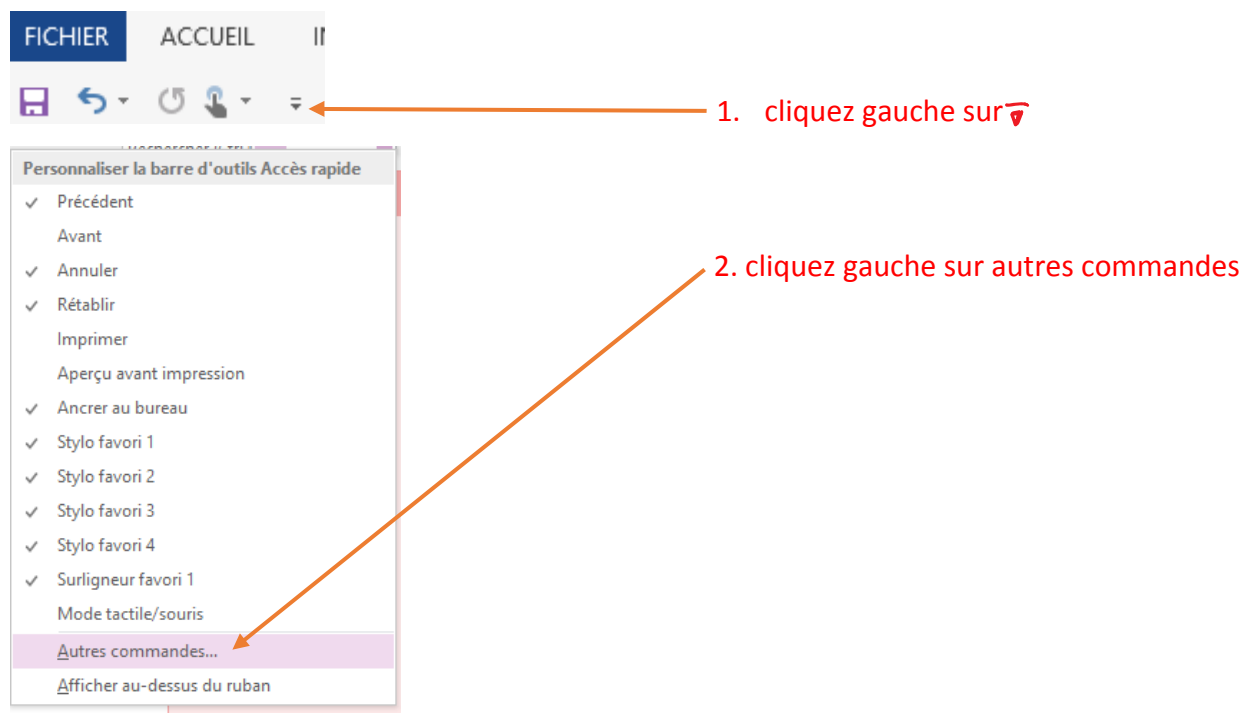 FICHIER ACCUEIL
1. cliquez gauche sur
Personnaliser la barre d'outils Accès rapide
✓ Précédent
Avant
✓ Annuler
✓ Rétablir
Imprimer
Aperçu avant impression
✓ Ancrer au bureau
✓ Stylo favori 1
✓ Stylo favori 2
✓ Stylo favori 3
✓ Stylo favori 4
✓ Surligneur favori 1
Mode tactile/souris
Autres commandes...
Afficher au-dessus du ruban
2. cliquez gauche sur autres commandes